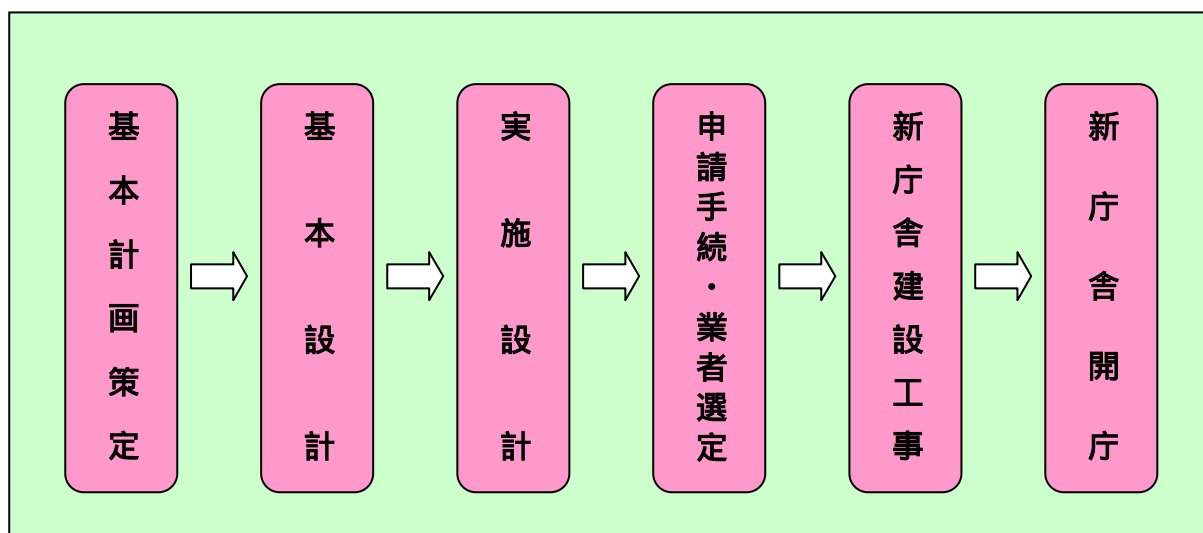 基本計画策定
基本設計
実施設計
申請手続・業者選定
新庁舎建設工事
新庁舎開庁